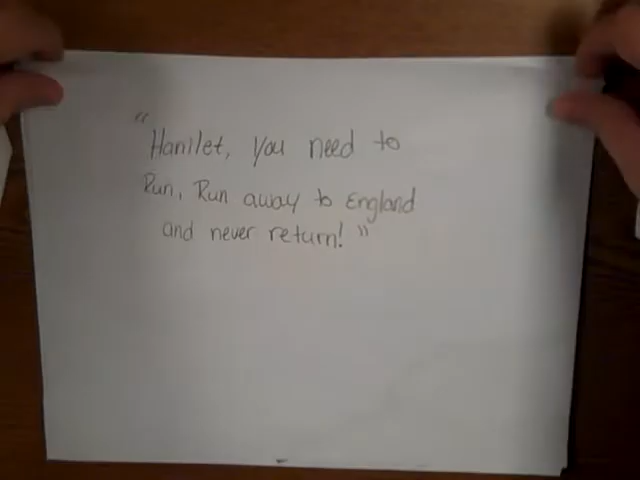 "Hamlet, you need to
Run, Run away to England
and never return!"